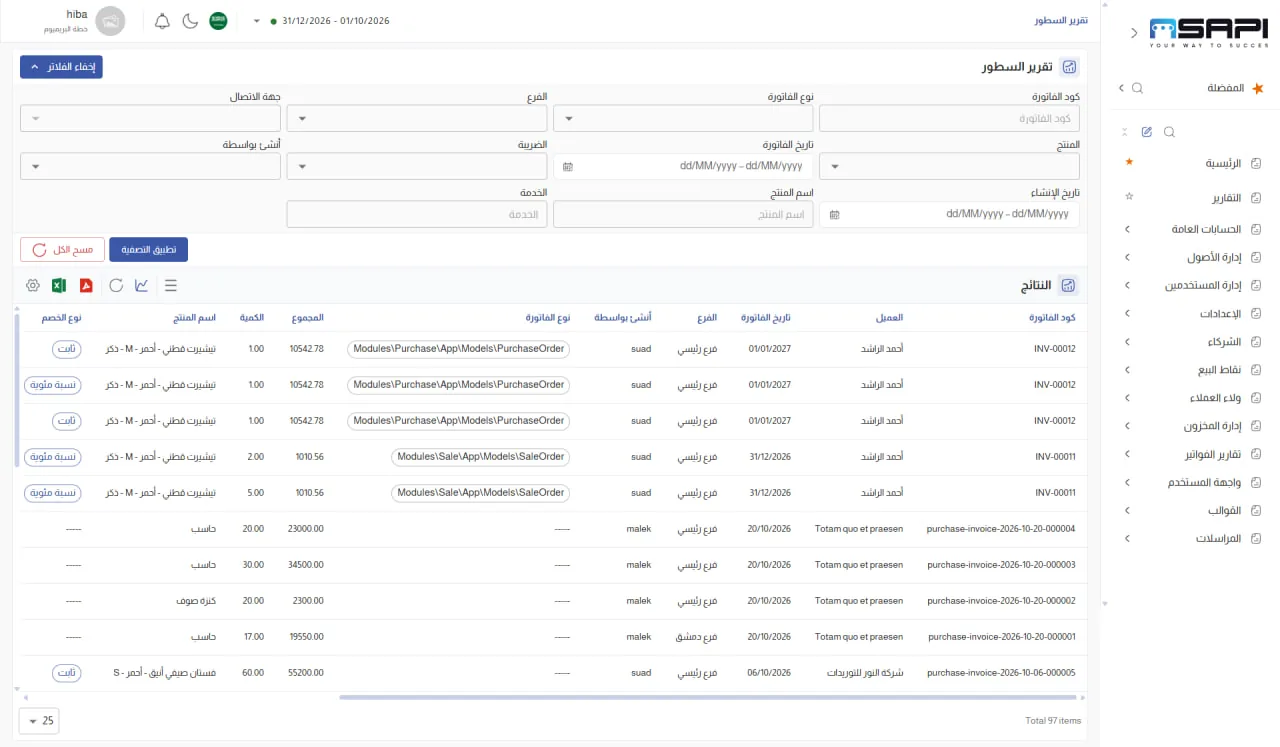 ASAPI
YOUR WAY TO SUCCES
تقرير السطور
31/12/2026 - 01/10/2026
hiba
خطة البريميوم
المفضلة
الرئيسية
التقارير
الحسابات العامة
إدارة الأصول
إدارة المستخدمين
الإعدادات
الشركاء
نقاط البيع
ولاء العملاء
إدارة المخزون
تقارير الفواتير
واجهة المستخدم
القوالب
المراسلات
تقرير السطور
إخفاء الفلاتر
كود الفاتورة نوع الفاتورة الفرع جهة الاتصال
كود الفاتورة
المنتج تاريخ الفاتورة الضريبة أنشئ بواسطة
dd/MM/yyyy – dd/MM/yyyy
تاريخ الإنشاء اسم المنتج الخدمة
dd/MM/yyyy – dd/MM/yyyy اسم المنتج الخدمة
تطبيق التصفية مسح الكل
النتائج
كود الفاتورة العميل تاريخ الفاتورة الفرع أنشئ بواسطة نوع الفاتورة المجموع الكمية اسم المنتج نوع الخصم
INV-00012 أحمد الراشد 01/01/2027 فرع رئيسي suad Modules\Purchase\App\Models\PurchaseOrder 10542.78 1.00 تيشيرت قطني - أحمر - M - ذكر ثابت
INV-00012 أحمد الراشد 01/01/2027 فرع رئيسي suad Modules\Purchase\App\Models\PurchaseOrder 10542.78 1.00 تيشيرت قطني - أحمر - M - ذكر نسبة مئوية
INV-00012 أحمد الراشد 01/01/2027 فرع رئيسي suad Modules\Purchase\App\Models\PurchaseOrder 10542.78 1.00 تيشيرت قطني - أحمر - M - ذكر ثابت
INV-00011 أحمد الراشد 31/12/2026 فرع رئيسي suad Modules\Sale\App\Models\SaleOrder 1010.56 2.00 تيشيرت قطني - أحمر - M - ذكر نسبة مئوية
INV-00011 أحمد الراشد 31/12/2026 فرع رئيسي suad Modules\Sale\App\Models\SaleOrder 1010.56 5.00 تيشيرت قطني - أحمر - M - ذكر نسبة مئوية
purchase-invoice-2026-10-20-000004 Totam quo et praesen 20/10/2026 فرع رئيسي malek ----- 23000.00 20.00 حاسب -----
purchase-invoice-2026-10-20-000003 Totam quo et praesen 20/10/2026 فرع رئيسي malek ----- 34500.00 30.00 حاسب -----
purchase-invoice-2026-10-20-000002 Totam quo et praesen 20/10/2026 فرع رئيسي malek ----- 2300.00 20.00 كنزة صوف -----
purchase-invoice-2026-10-20-000001 Totam quo et praesen 20/10/2026 فرع دمشق malek ----- 19550.00 17.00 حاسب -----
purchase-invoice-2026-10-06-000005 شركة النور للتوريدات 06/10/2026 فرع رئيسي suad ----- 55200.00 60.00 فستان صيفي أنيق - أحمر - S ثابت
Total 97 items
25